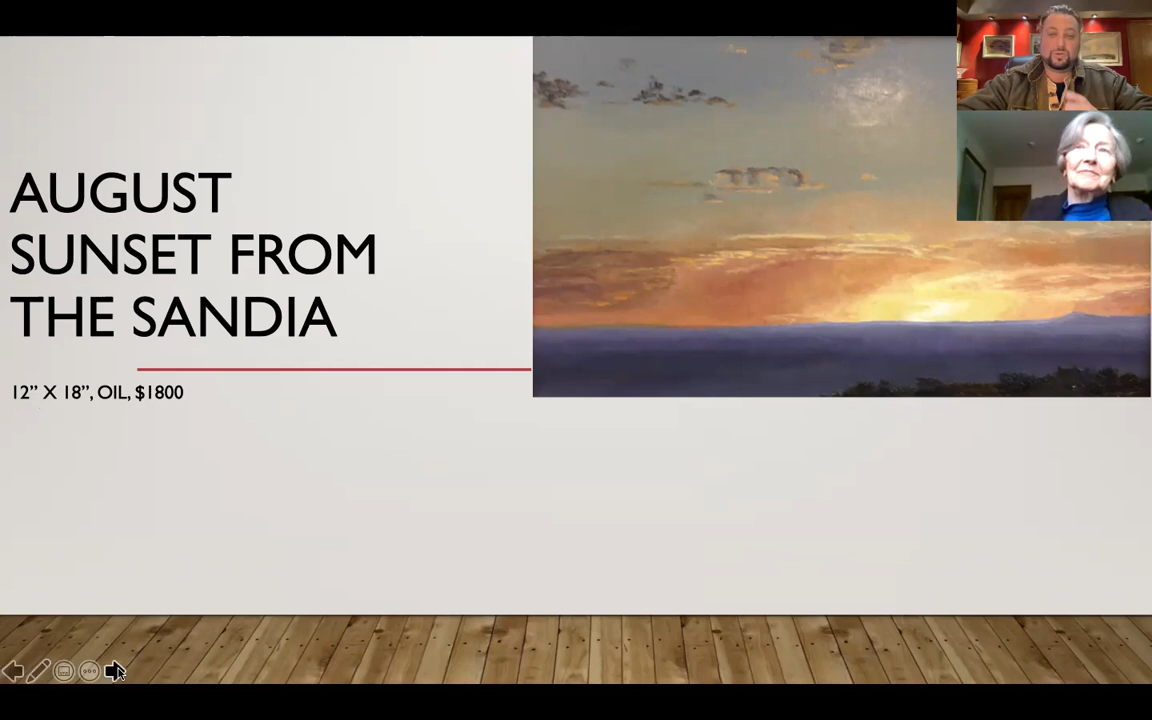 AUGUST
SUNSET FROM
THE SANDIA
12” X 18”, OIL, $1800